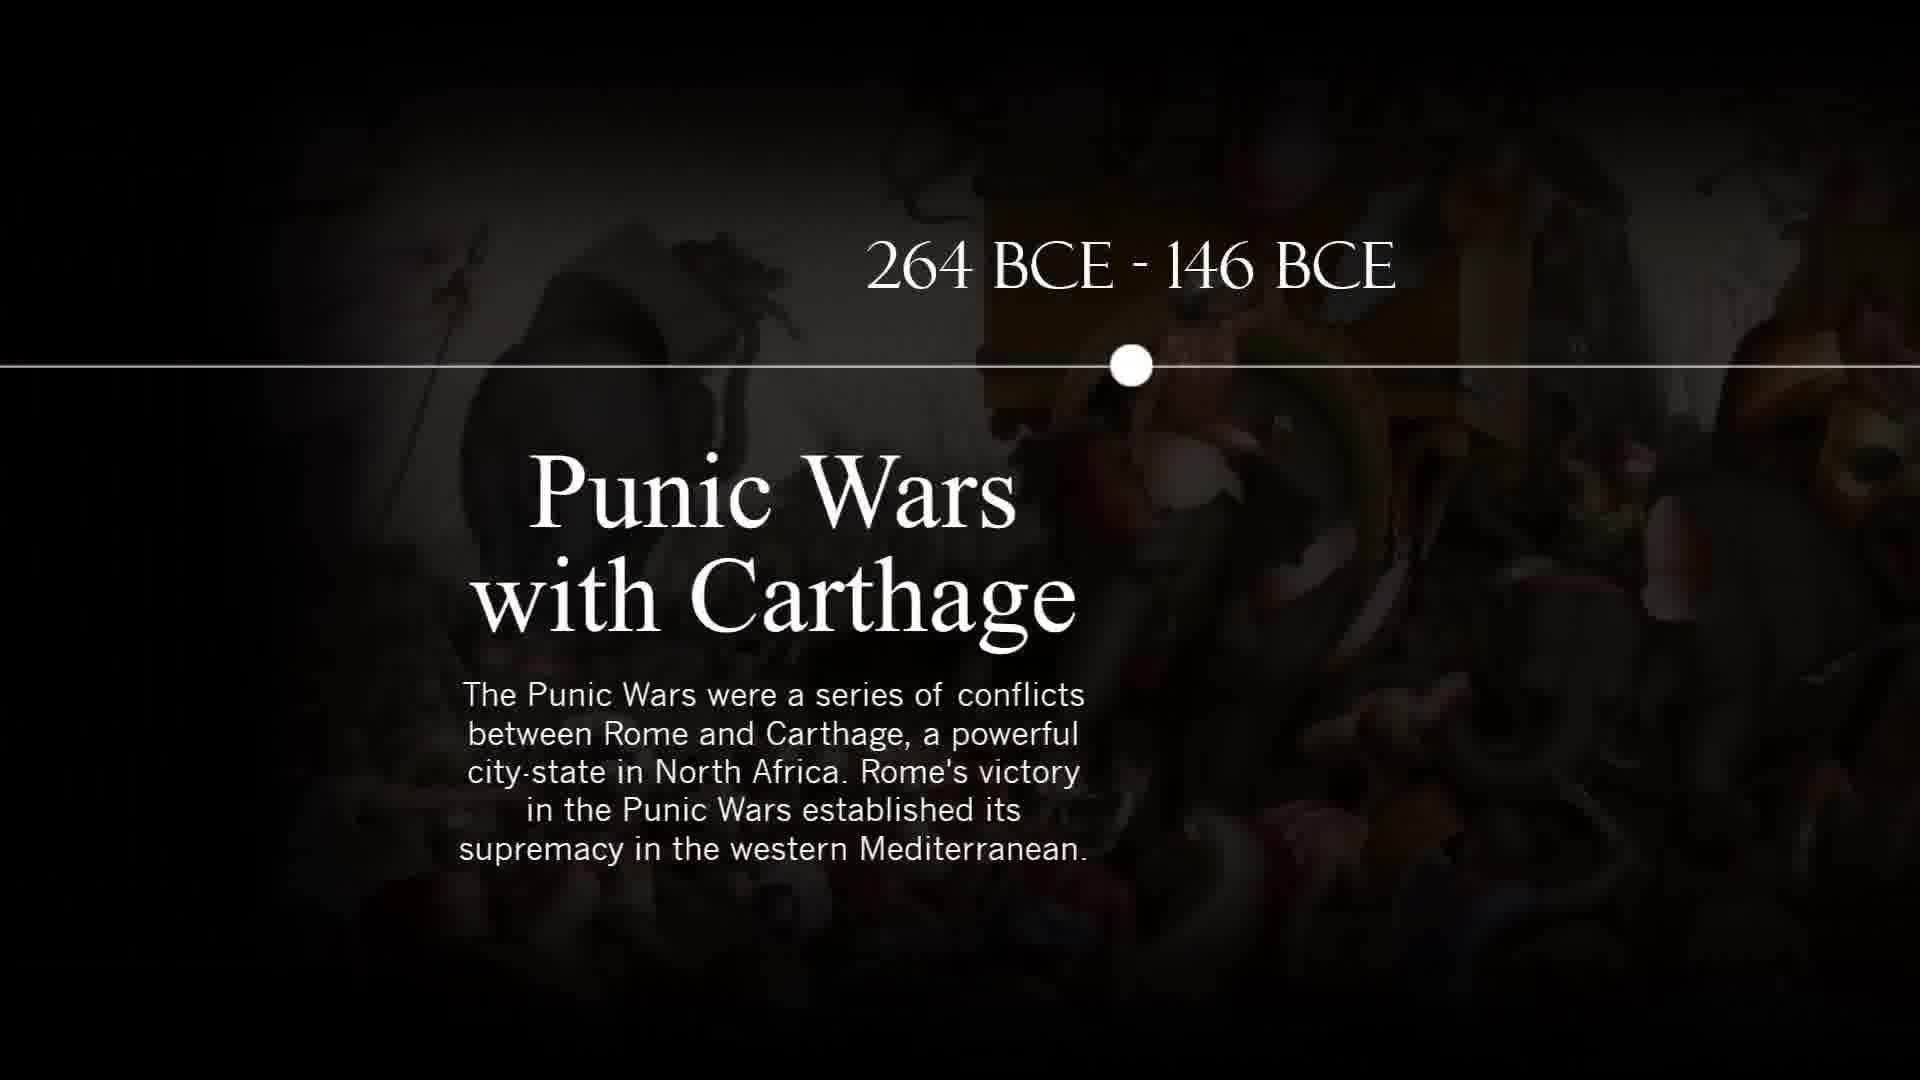 264 BCE - 146 BCE
Punic Wars
with Carthage
The Punic Wars were a series of conflicts
between Rome and Carthage, a powerful
city-state in North Africa. Rome's victory
in the Punic Wars established its
supremacy in the western Mediterranean.